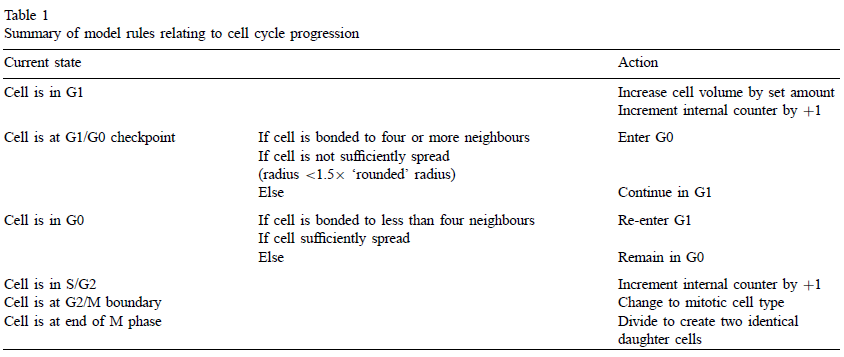 Table 1
Summary of model rules relating to cell cycle progression
Current state Action
Cell is in G1 Increase cell volume by set amount
Increment internal counter by +1
Cell is at G1/G0 checkpoint If cell is bonded to four or more neighbours Enter G0
If cell is not sufficiently spread
(radius <1.5× ‘rounded’ radius)
Else Continue in G1
Cell is in G0 If cell is bonded to less than four neighbours Re-enter G1
If cell sufficiently spread
Else Remain in G0
Cell is in S/G2 Increment internal counter by +1
Cell is at G2/M boundary Change to mitotic cell type
Cell is at end of M phase Divide to create two identical
daughter cells